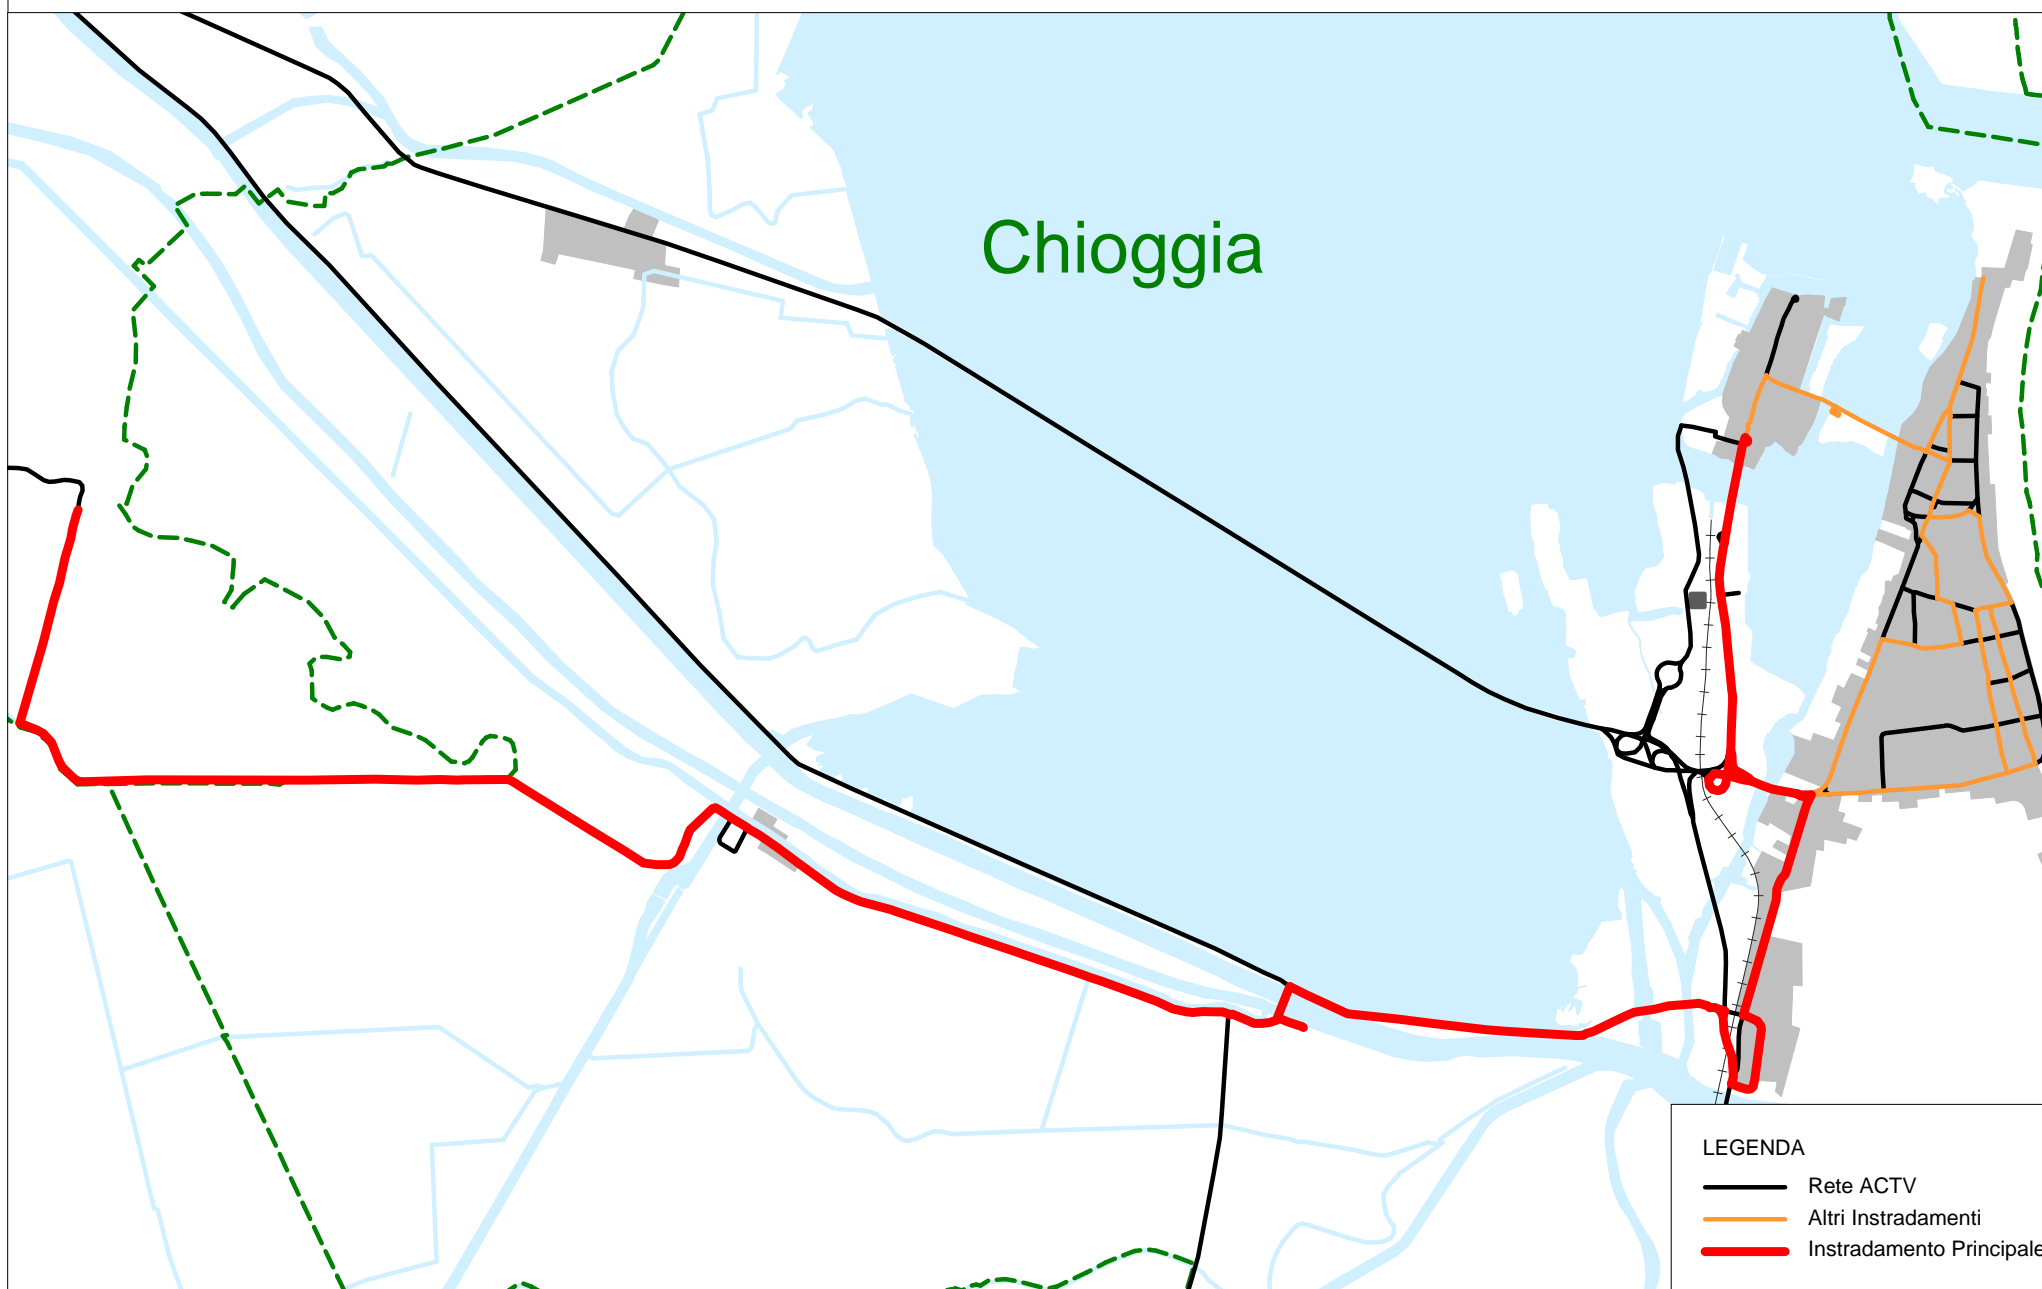 Chioggia
LEGENDA
Rete ACTV
Altri Instradamenti
Instradamento Principale